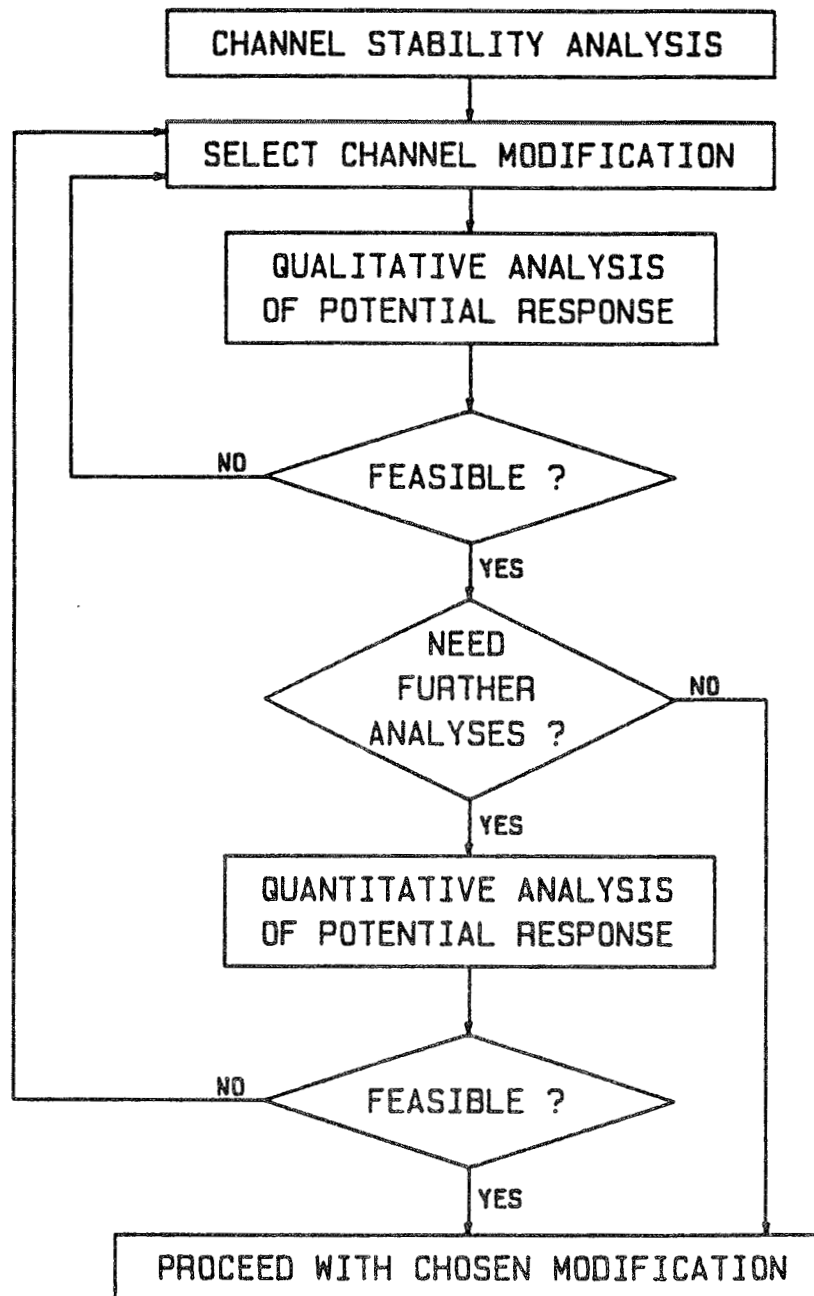 CHANNEL STABILITY ANALYSIS
SELECT CHANNEL MODIFICATION
QUALITATIVE ANALYSIS
OF POTENTIAL RESPONSE
NO
FEASIBLE ?
YES
NEED
FURTHER
ANALYSES ?
NO
YES
QUANTITATIVE ANALYSIS
OF POTENTIAL RESPONSE
NO
FEASIBLE ?
YES
PROCEED WITH CHOSEN MODIFICATION